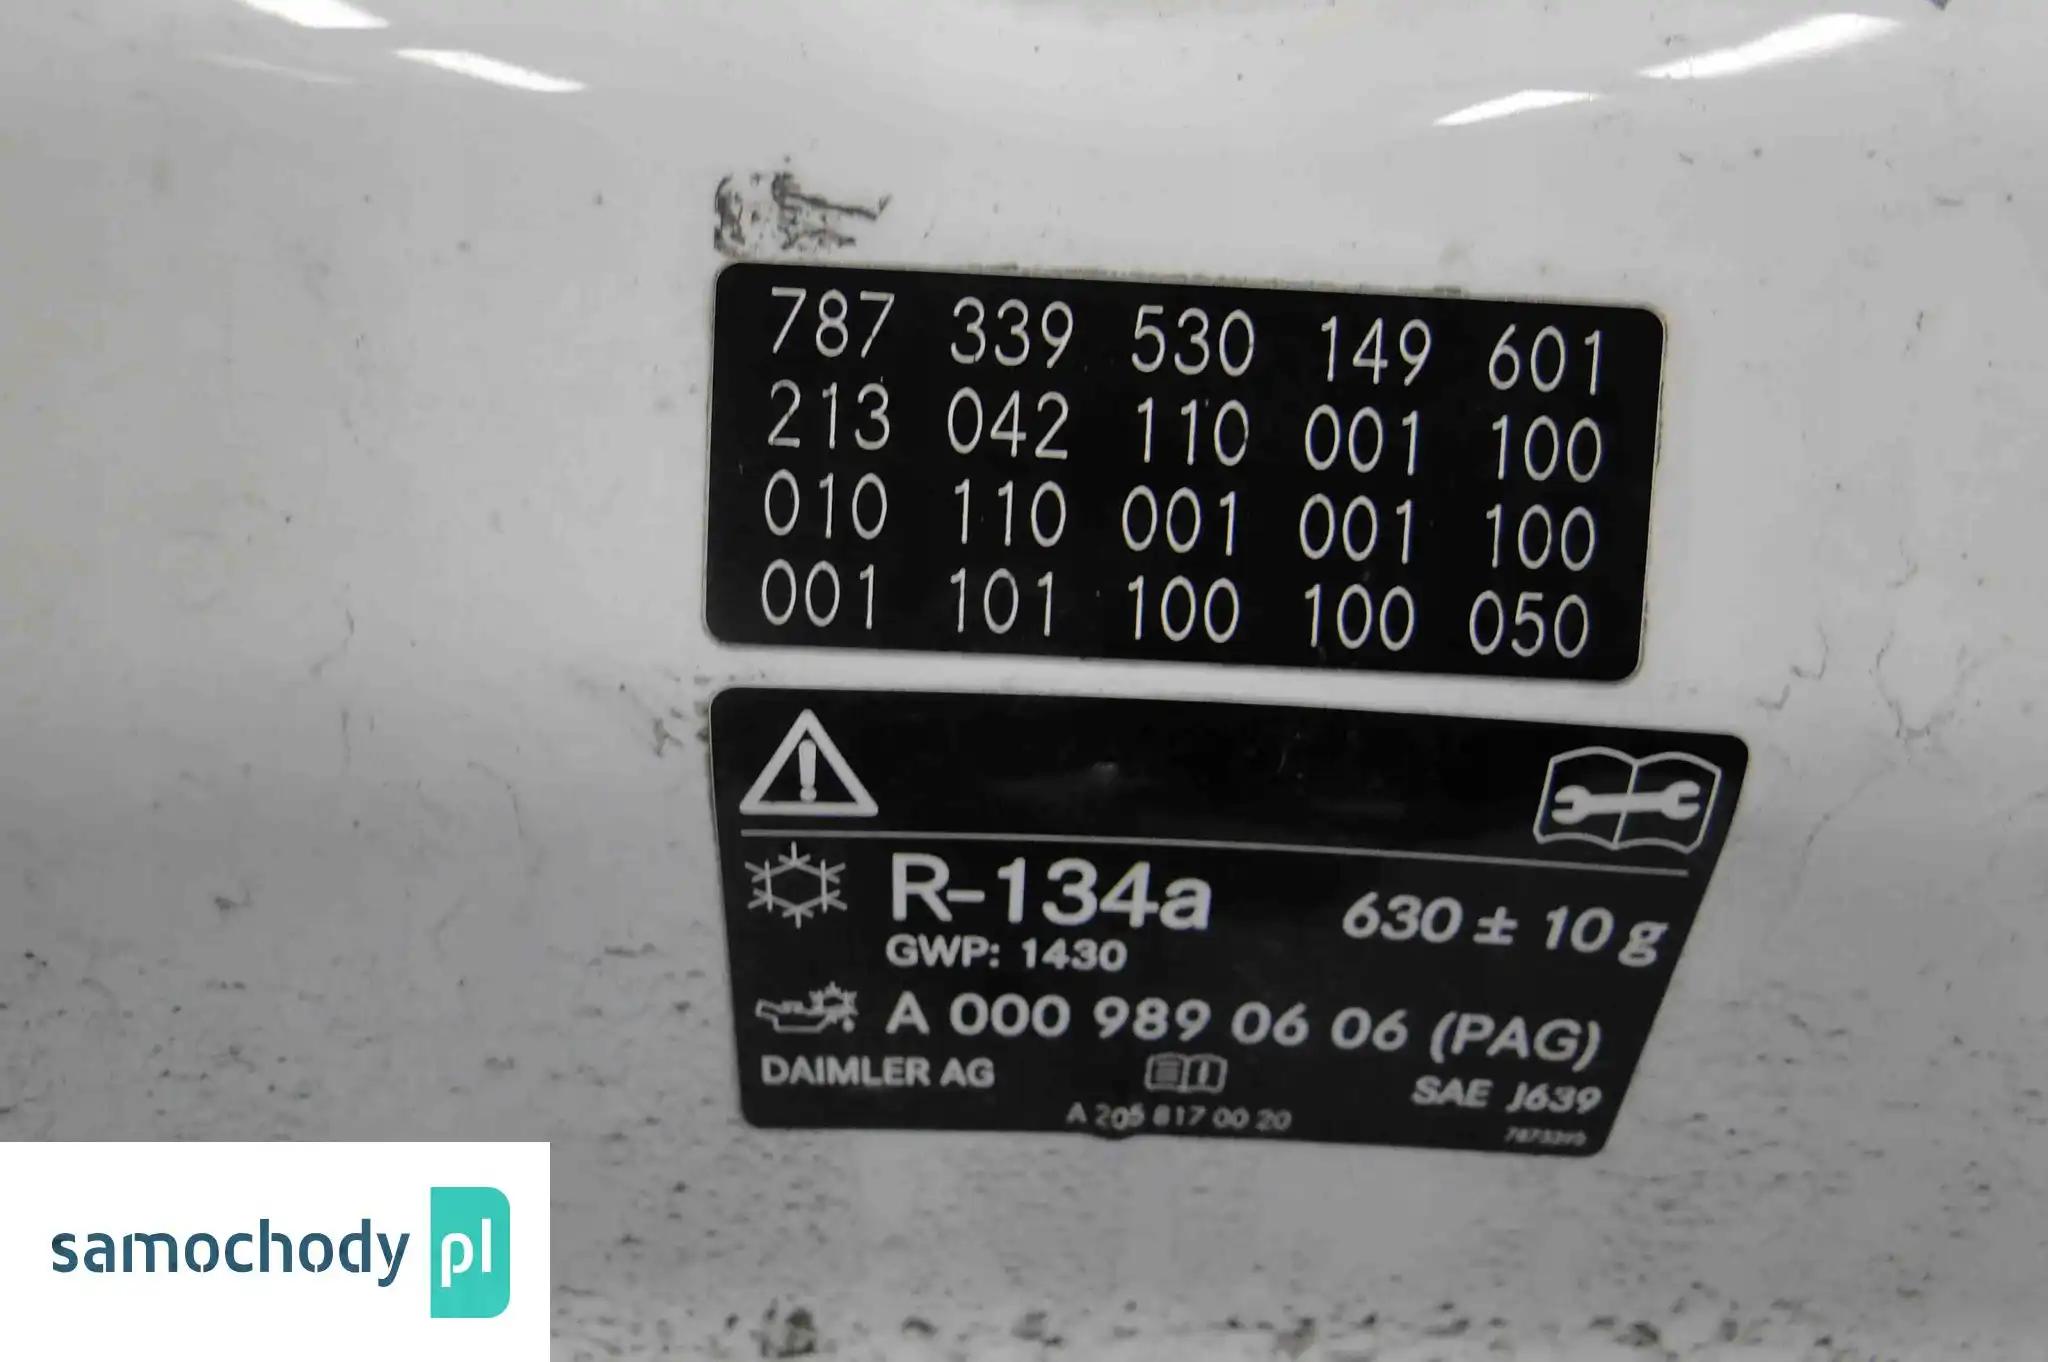 787 339 530 149 601
213 042 110 001 100
010 110 001 001 100
001 101 100 100 050
R-134a 630 ± 10 g
GWP: 1430
A 000 989 06 06 (PAG)
DAIMLER AG
SAE J639
A 205 817 00 20
samochody pl